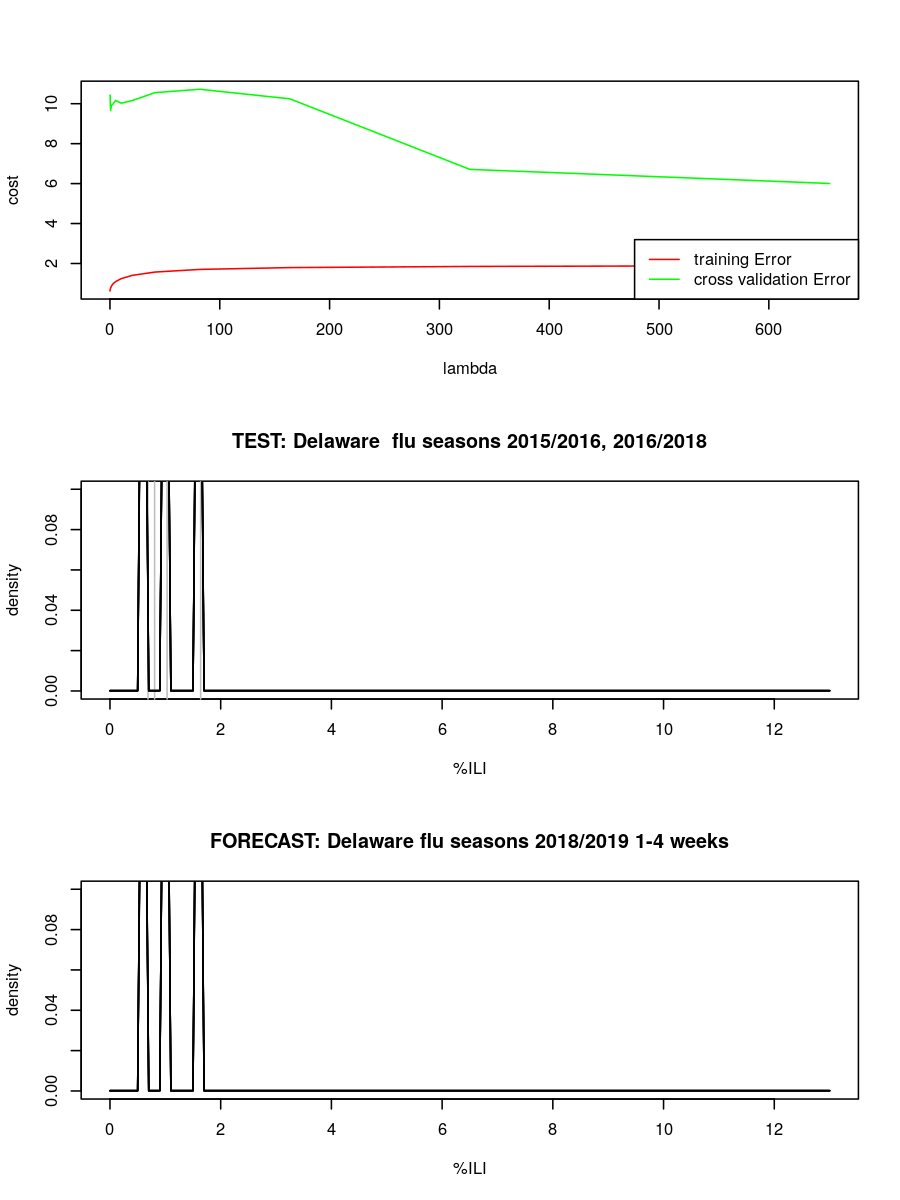 cost
10
8
6
4
2
training Error
cross validation Error
0 100 200 300 400 500 600
lambda
TEST: Delaware  flu seasons 2015/2016, 2016/2018
density
0.08
0.04
0.00
0 2 4 6 8 10 12
%ILI
FORECAST: Delaware flu seasons 2018/2019 1-4 weeks
density
0.08
0.04
0.00
0 2 4 6 8 10 12
%ILI